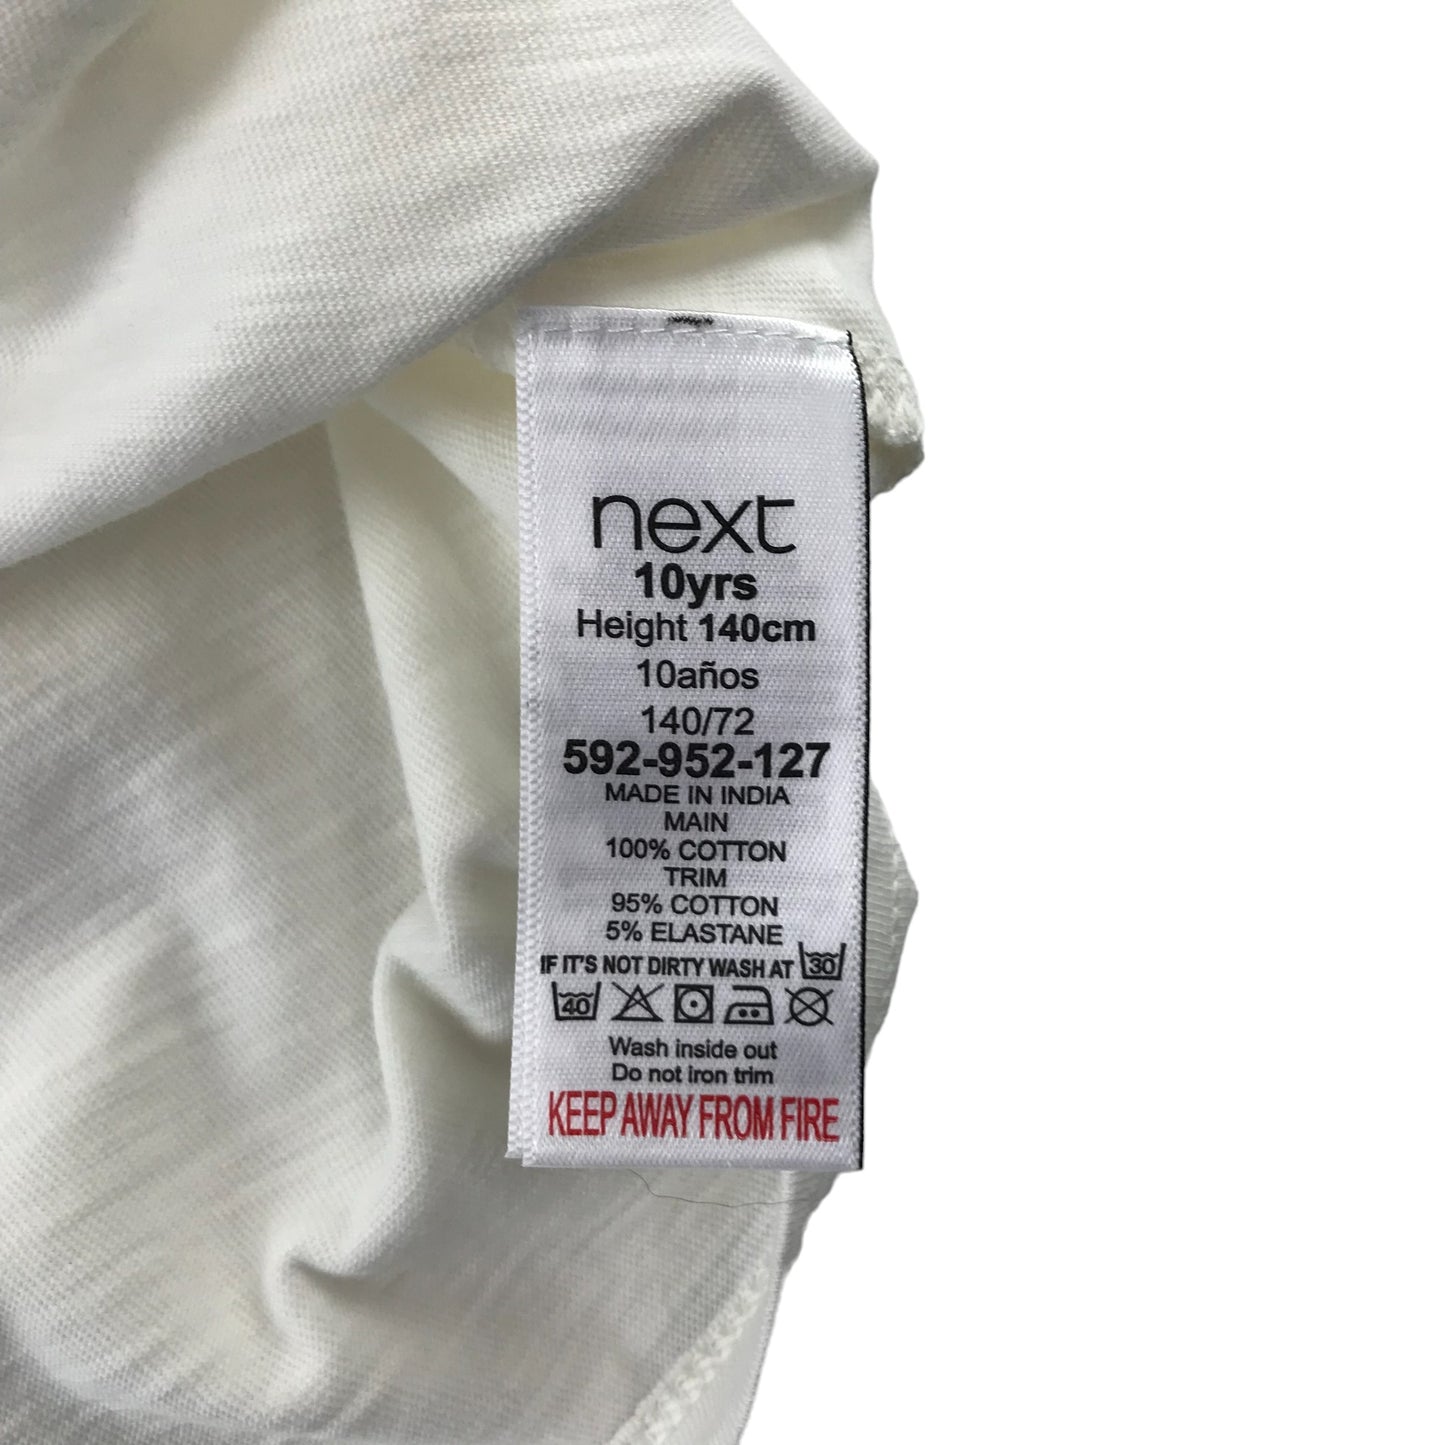 next
10yrs
Height 140cm
10años
140/72
592-952-127
MADE IN INDIA
MAIN
100% COTTON
TRIM
95% COTTON
5% ELASTANE
IF IT'S NOT DIRTY WASH AT 30
40
Wash inside out
Do not iron trim
KEEP AWAY FROM FIRE